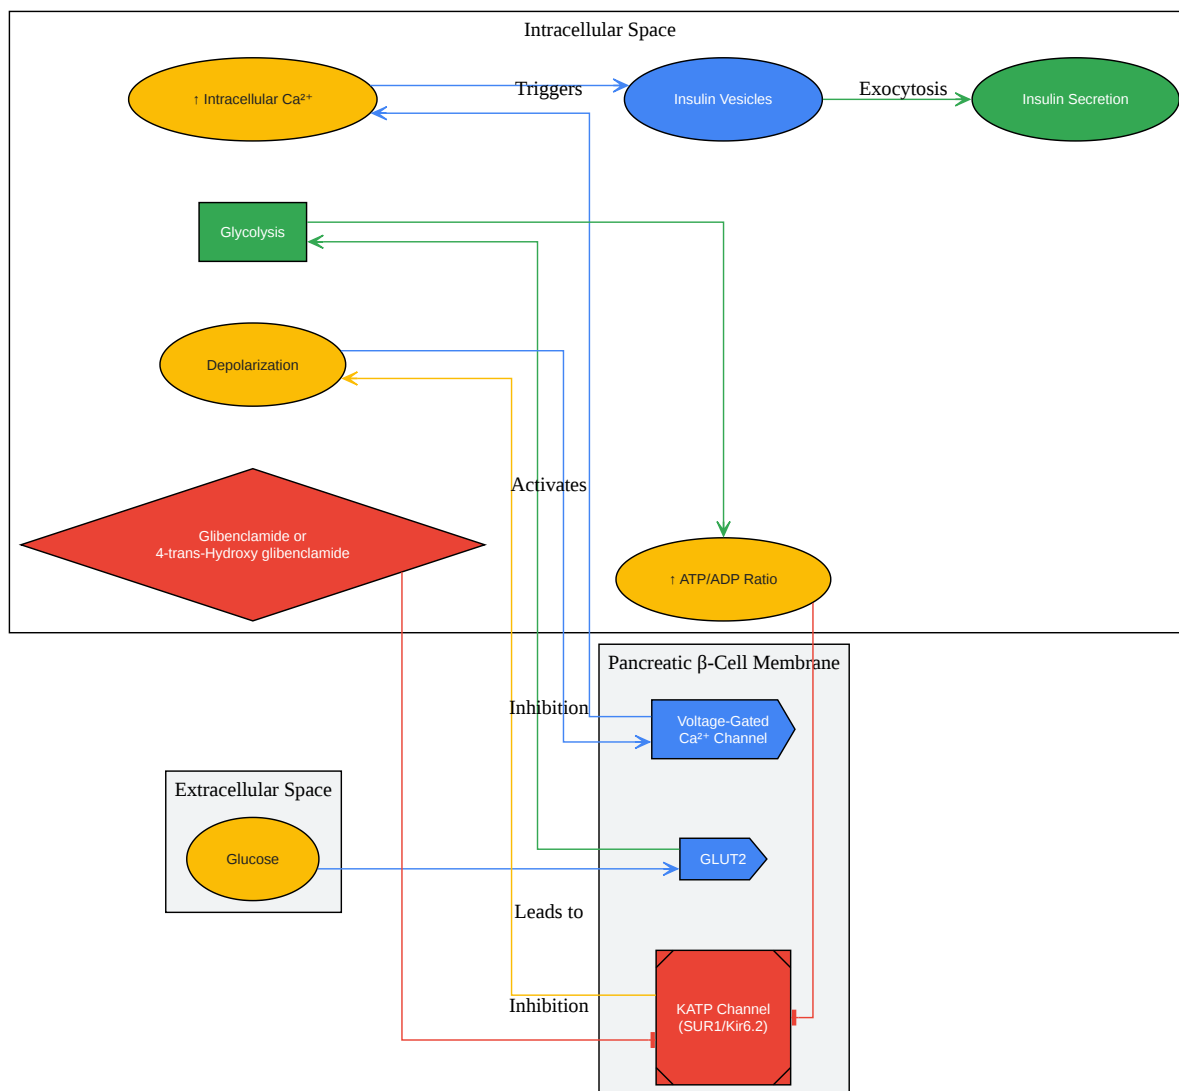 Intracellular Space
↑ Intracellular Ca²⁺
Triggers
Insulin Vesicles
Exocytosis
Insulin Secretion
Glycolysis
Depolarization
Activates
Glibenclamide or
4-trans-Hydroxy glibenclamide
↑ ATP/ADP Ratio
Pancreatic β-Cell Membrane
Inhibition
Voltage-Gated
Ca²⁺ Channel
Extracellular Space
Glucose
GLUT2
Leads to
Inhibition
KATP Channel
(SUR1/Kir6.2)